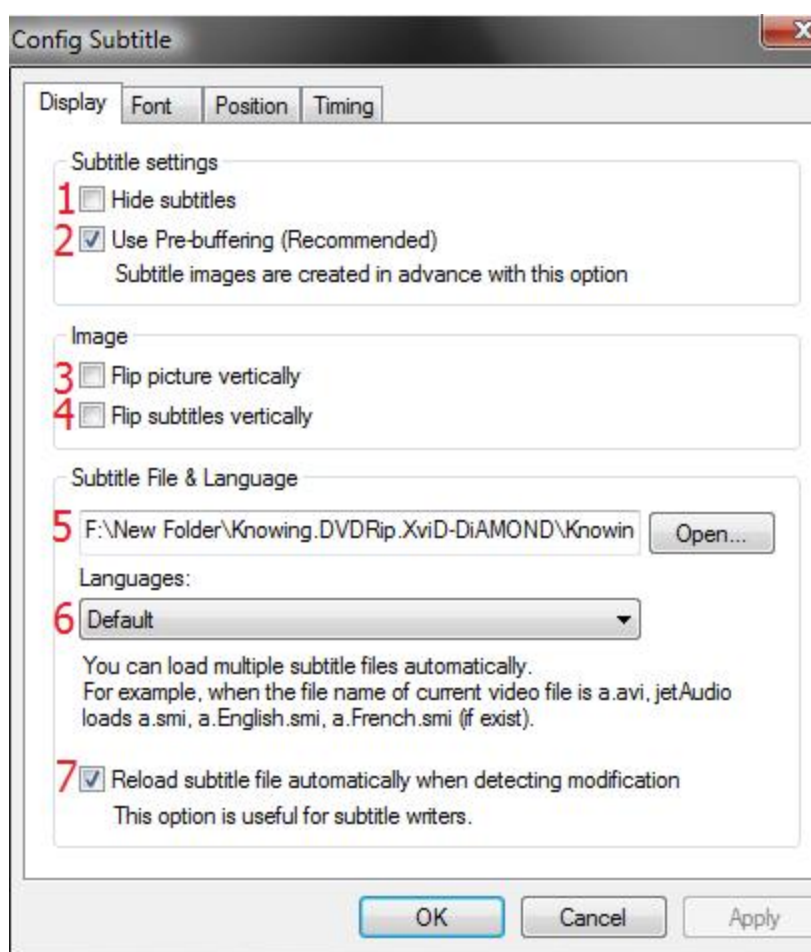 Config Subtitle
Display Font Position Timing
Subtitle settings
1 Hide subtitles
2 Use Pre-buffering (Recommended)
Subtitle images are created in advance with this option
Image
3 Flip picture vertically
4 Flip subtitles vertically
Subtitle File & Language
5 F:\New Folder\Knowing.DVDRip.XviD-DiAMOND\Knowin Open...
Languages:
6 Default
You can load multiple subtitle files automatically.
For example, when the file name of current video file is a.avi, jetAudio
loads a.smi, a.English.smi, a.French.smi (if exist).
7 Reload subtitle file automatically when detecting modification
This option is useful for subtitle writers.
OK Cancel Apply